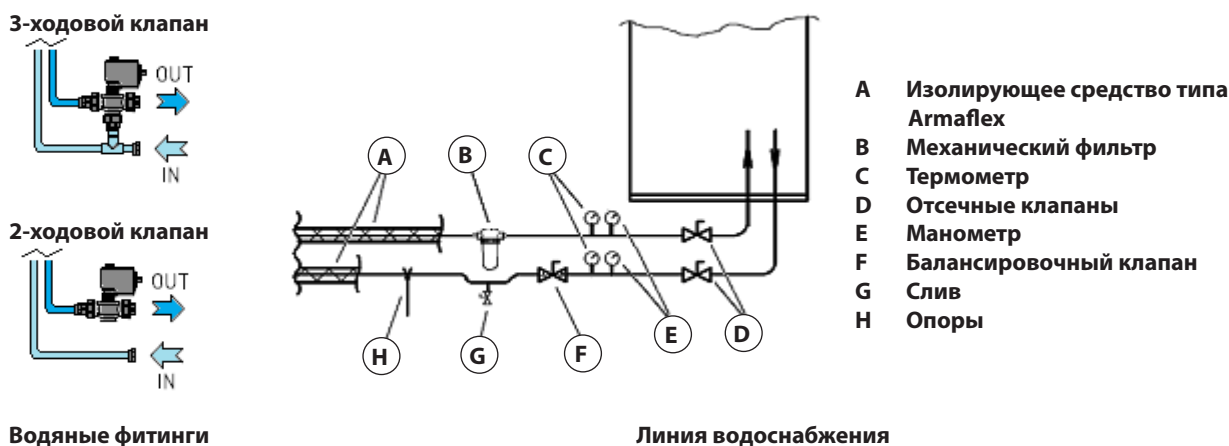 3-ходовой клапан
OUT
IN
2-ходовой клапан
OUT
IN
Водяные фитинги
A
B
C
H
G
F
E
D
Линия водоснабжения
A Изолирующее средство типа
Armaflex
B Механический фильтр
C Термометр
D Отсечные клапаны
E Манометр
F Балансировочный клапан
G Слив
H Опоры